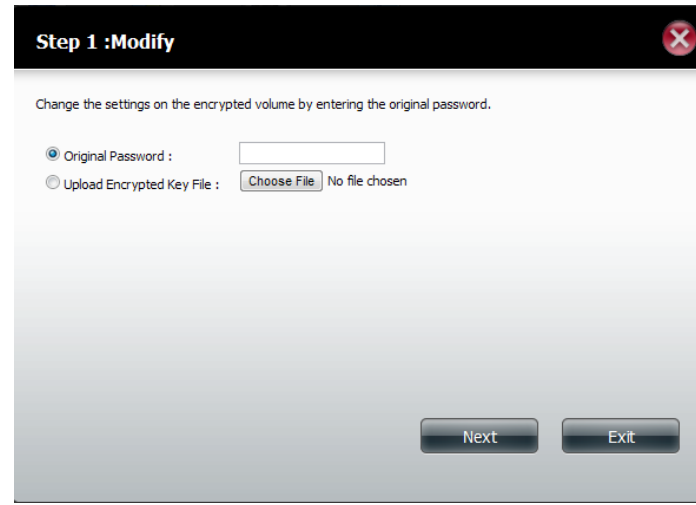 Step 1 :Modify
Change the settings on the encrypted volume by entering the original password.
Original Password :
Upload Encrypted Key File : Choose File No file chosen
Next Exit